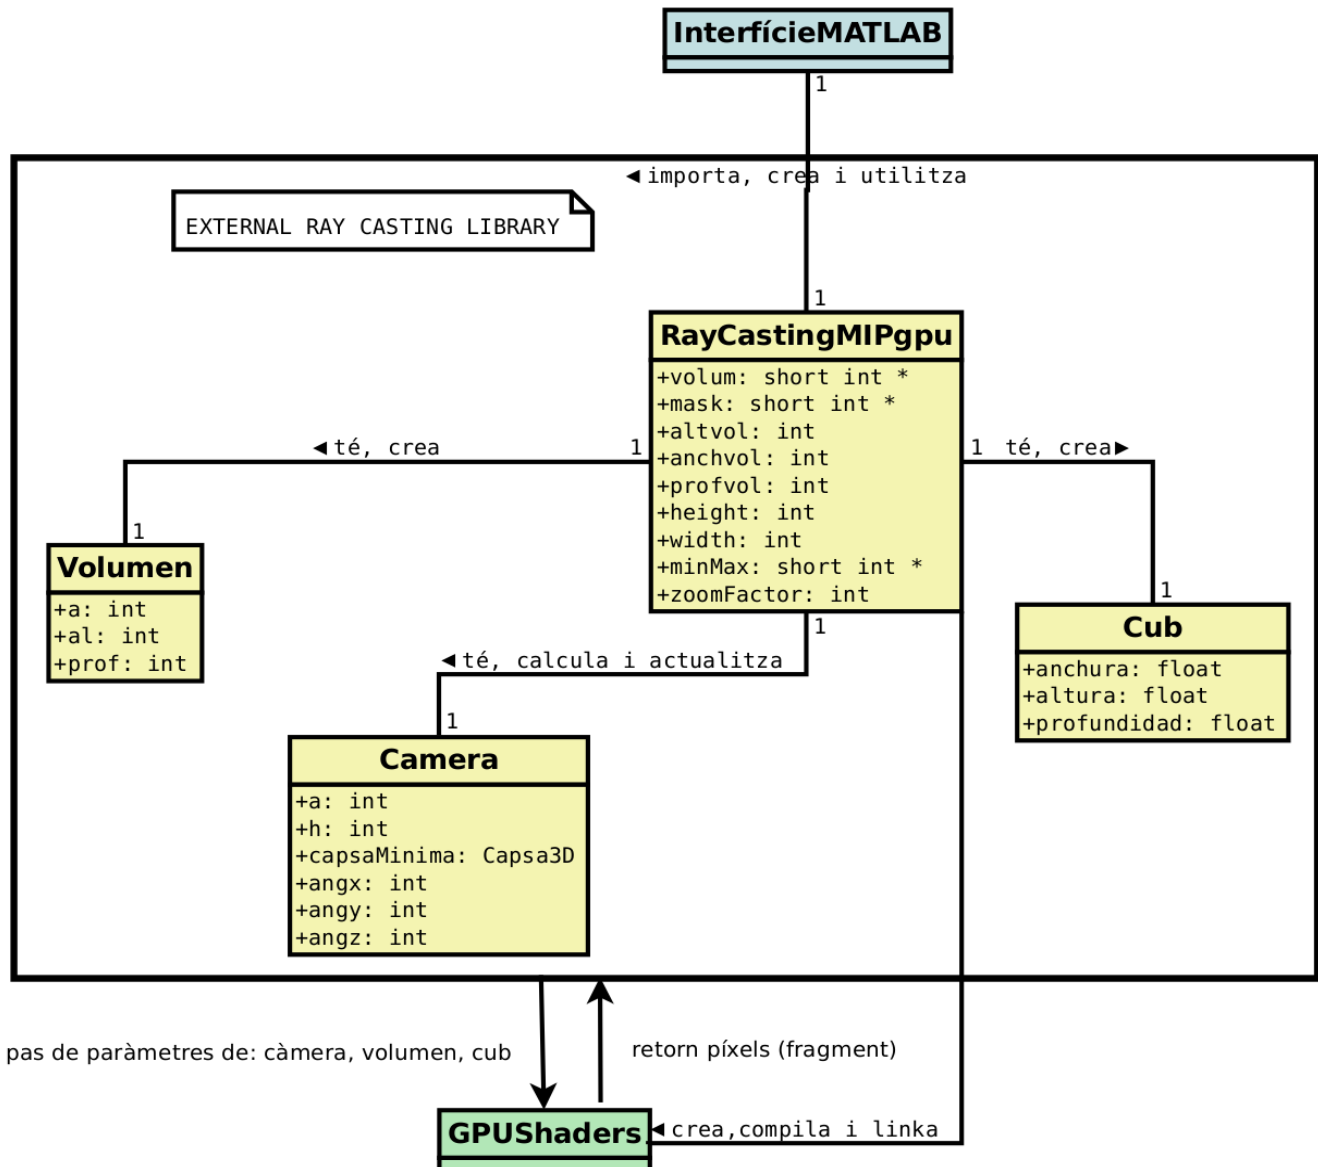 InterfícieMATLAB
1
◄ importa, crea i utilitza
EXTERNAL RAY CASTING LIBRARY
1
RayCastingMIPgpu
+volum: short int *
+mask: short int *
+altvol: int
+anchvol: int
+profvol: int
+height: int
+width: int
+minMax: short int *
+zoomFactor: int
◄ té, crea
1
1
té, crea►
1
Volumen
+a: int
+al: int
+prof: int
1
Cub
+anchura: float
+altura: float
+profundidad: float
1
◄ té, calcula i actualitza
1
Camera
+a: int
+h: int
+capsaMinima: Capsa3D
+angx: int
+angy: int
+angz: int
pas de paràmetres de: càmera, volumen, cub
retorn píxels (fragment)
GPUShaders
◄ crea,compila i linka